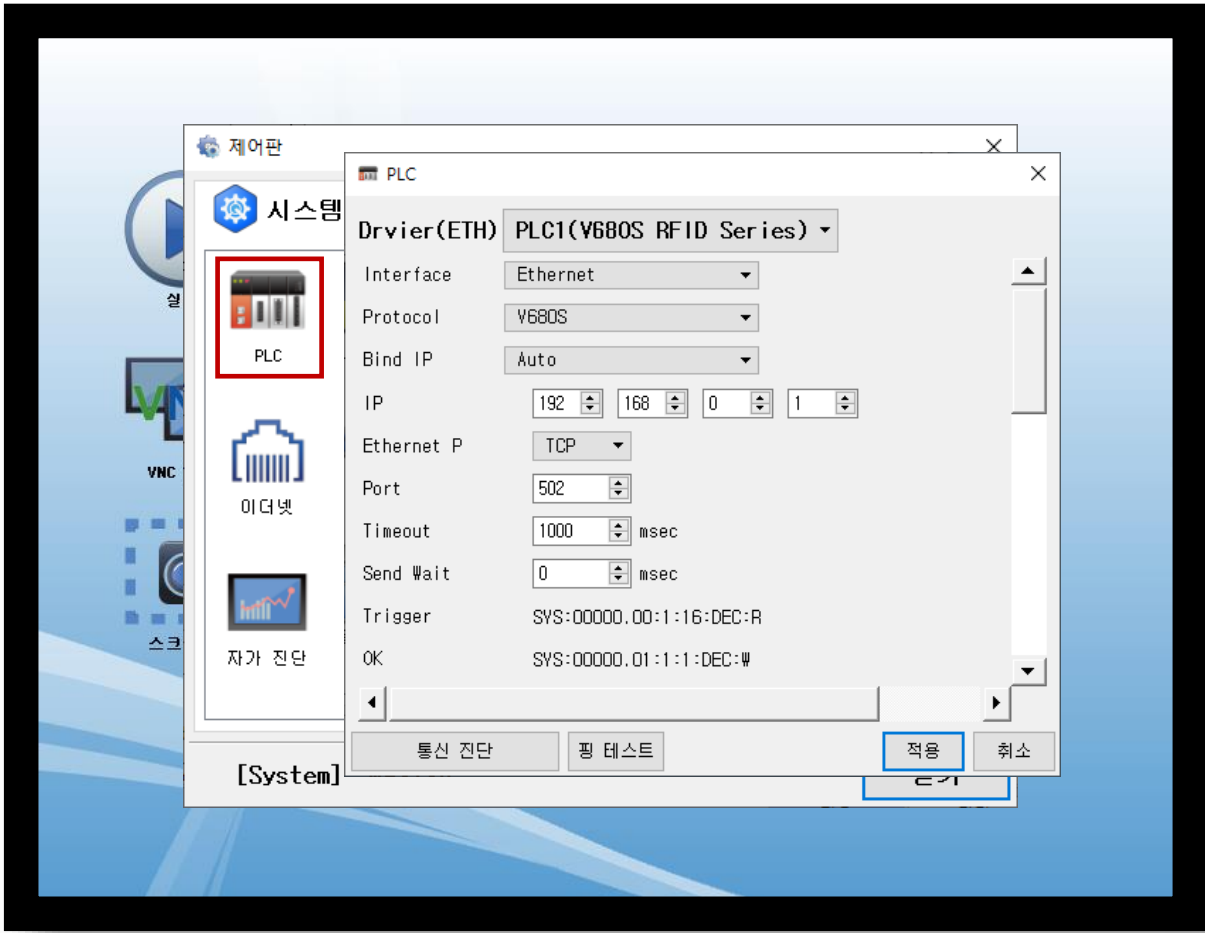 제어판
PLC
시스템
Drvier(ETH) PLC1(V680S RFID Series)
Interface Ethernet
Protocol V680S
Bind IP Auto
IP 192 168 0 1
Ethernet P TCP
Port 502
Timeout 1000 msec
Send Wait 0 msec
Trigger SYS:00000.00:1:16:DEC:R
OK SYS:00000.01:1:1:DEC:W
PLC
이더넷
자가 진단
실
VNC
스크
통신 진단 핑 테스트 적용 취소
[System]